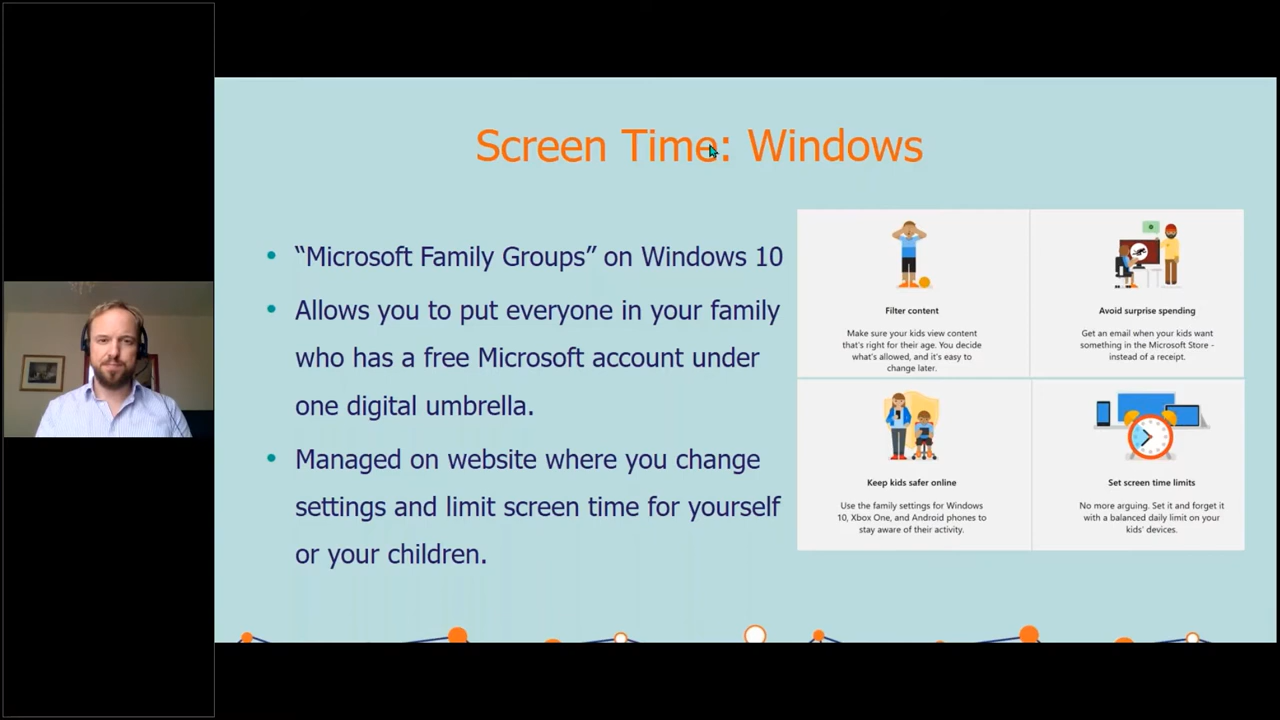 Screen Time: Windows
• “Microsoft Family Groups” on Windows 10
• Allows you to put everyone in your family
who has a free Microsoft account under
one digital umbrella.
• Managed on website where you change
settings and limit screen time for yourself
or your children.
Filter content
Make sure your kids view content
that's right for their age. You decide
what's allowed, and it's easy to
change later.
Avoid surprise spending
Get an email when your kids want
something in the Microsoft Store -
instead of a receipt.
Keep kids safer online
Use the family settings for Windows
10, Xbox One, and Android phones to
stay aware of their activity.
Set screen time limits
No more arguing. Set it and forget it
with a balanced daily limit on your
kids' devices.